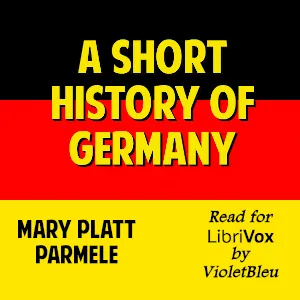 A SHORT
HISTORY OF
GERMANY
MARY PLATT
PARMELE
Read for
LibriVox
by
VioletBleu